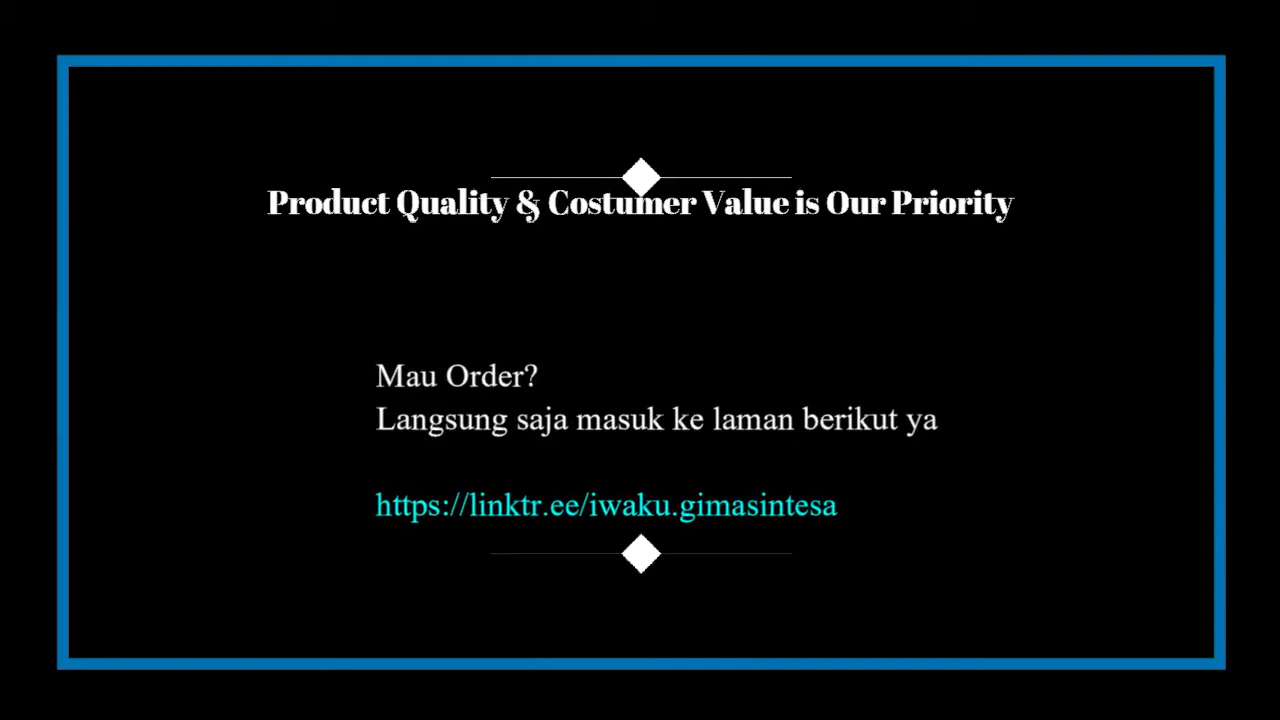 Product Quality & Costumer Value is Our Priority
Mau Order?
Langsung saja masuk ke laman berikut ya
https://linktr.ee/iwaku.gimasintesa